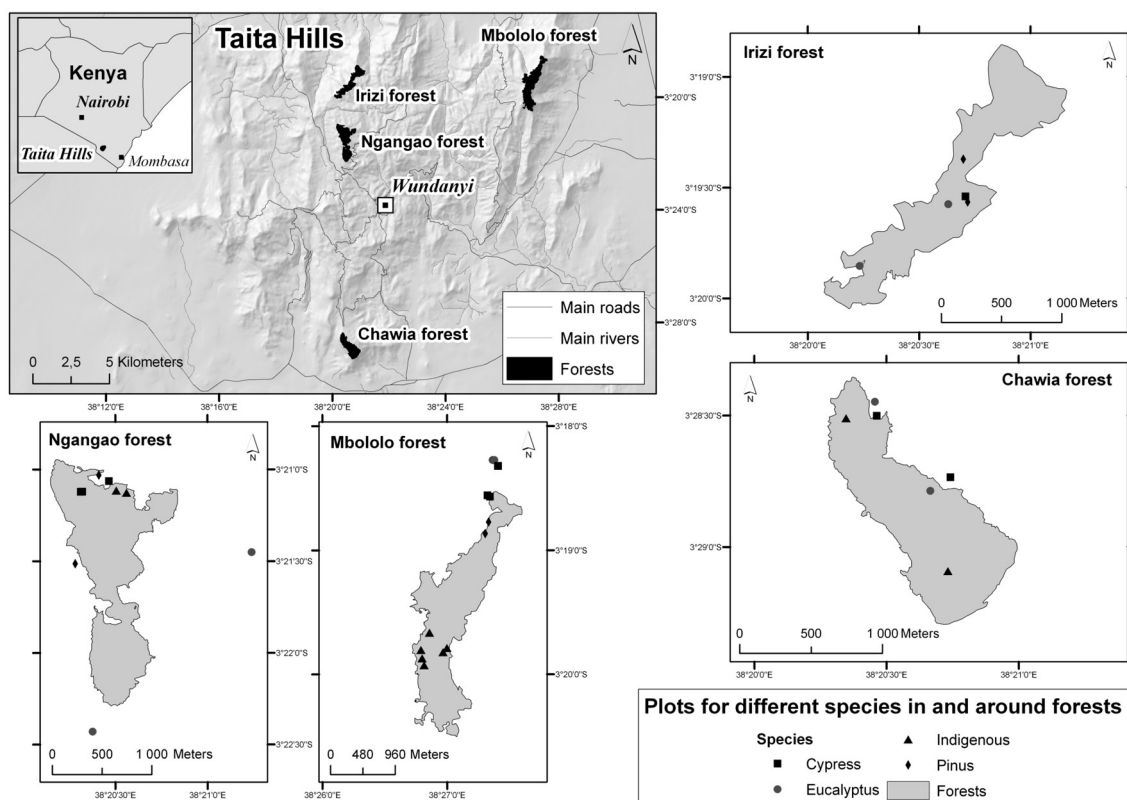 Taita Hills
Kenya
Nairobi
Taita Hills
Mombasa
Mbololo forest
N
Irizi forest
Ngangao forest
Wundanyi
Chawia forest
0 2,5 5 Kilometers
Main roads
Main rivers
Forests
3°20'0"S
3°24'0"S
3°28'0"S
38°12'0"E 38°16'0"E 38°20'0"E 38°24'0"E 38°28'0"E
Irizi forest
N
3°19'0"S
3°19'30"S
3°20'0"S
0 500 1 000 Meters
38°20'0"E 38°20'30"E 38°21'0"E
Ngangao forest
N
3°21'0"S
3°21'30"S
3°22'0"S
3°22'30"S
0 500 1 000 Meters
38°20'30"E 38°21'0"E
Mbololo forest
N
3°18'0"S
3°19'0"S
3°20'0"S
0 480 960 Meters
38°26'0"E 38°27'0"E
Chawia forest
N
3°28'30"S
3°29'0"S
0 500 1 000 Meters
38°20'0"E 38°20'30"E 38°21'0"E
Plots for different species in and around forests
Species
Cypress
Eucalyptus
Indigenous
Pinus
Forests